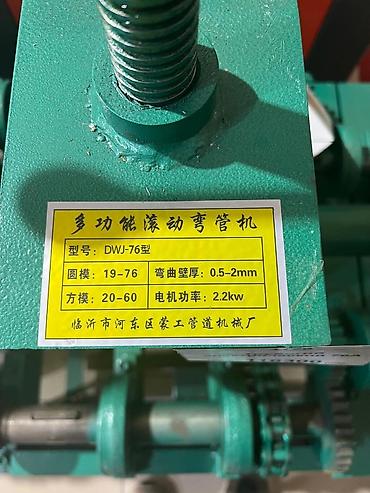 多功能滚动弯管机
型号：DWJ-76型
圆模：19-76 弯曲壁厚：0.5-2mm
方模：20-60 电机功率：2.2kw
临沂市河东区蒙工管道机械厂